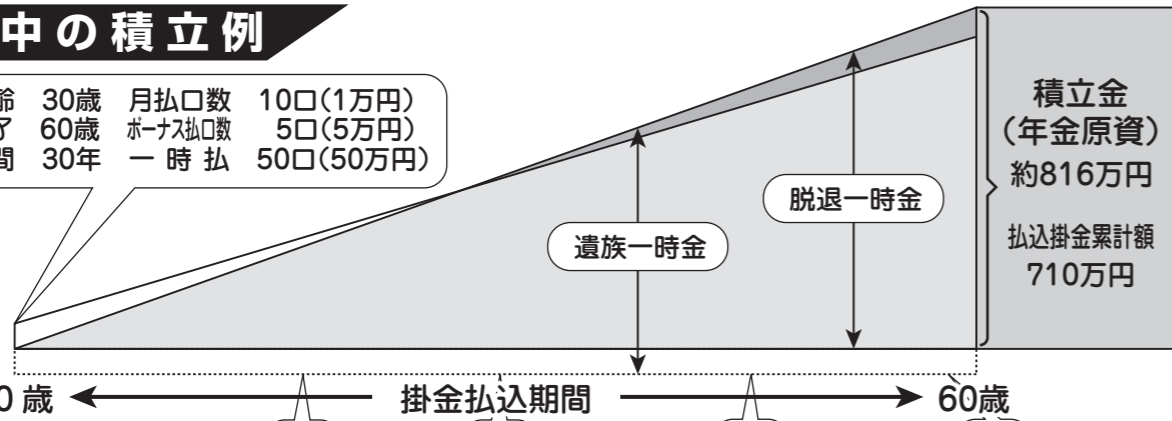 中の積立例
齢 30歳 月払口数 10口(1万円)
了 60歳 ボーナス払口数 5口(5万円)
間 30年 一時払 50口(50万円)
積立金
(年金原資)
約816万円
払込掛金累計額
710万円
脱退一時金
遺族一時金
0歳 掛金払込期間 60歳